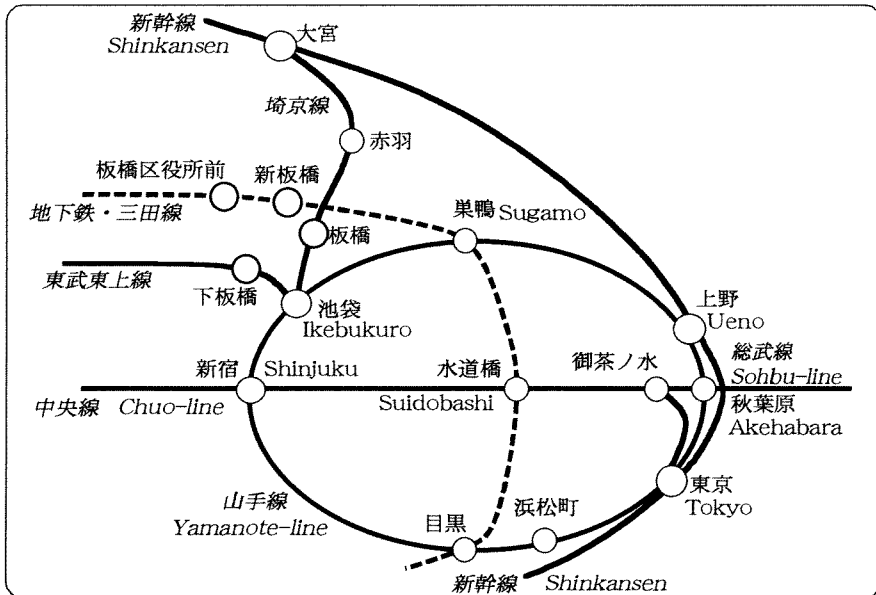 新幹線
Shinkansen
大宮
埼京線
赤羽
板橋区役所前
新板橋
地下鉄・三田線
巣鴨 Sugamo
板橋
東武東上線
下板橋
池袋
Ikebukuro
上野
Ueno
新宿 Shinjuku
水道橋
Suidobashi
御茶ノ水
総武線
Sohbu-line
中央線 Chuo-line
秋葉原
Akehabara
山手線
Yamanote-line
目黒
浜松町
東京
Tokyo
新幹線 Shinkansen